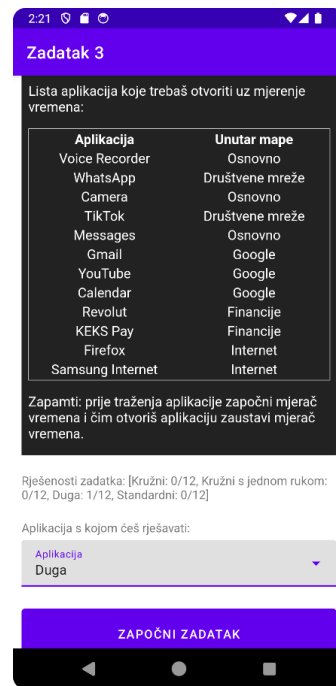 2:21
Zadatak 3
Lista aplikacija koje trebaš otvoriti uz mjerenje
vremena:
Aplikacija Unutar mape
Voice Recorder Osnovno
WhatsApp Društvene mreže
Camera Osnovno
TikTok Društvene mreže
Messages Osnovno
Gmail Google
YouTube Google
Calendar Google
Revolut Financije
KEKS Pay Financije
Firefox Internet
Samsung Internet Internet
Zapamti: prije traženja aplikacije započni mjerač
vremena i čim otvoriš aplikaciju zaustavi mjerač
vremena.
Rješenosti zadatka: [Kružni: 0/12, Kružni s jednom rukom:
0/12, Duga: 1/12, Standardni: 0/12]
Aplikacija s kojom ćeš rješavati:
Aplikacija
Duga
ZAPOČNI ZADATAK